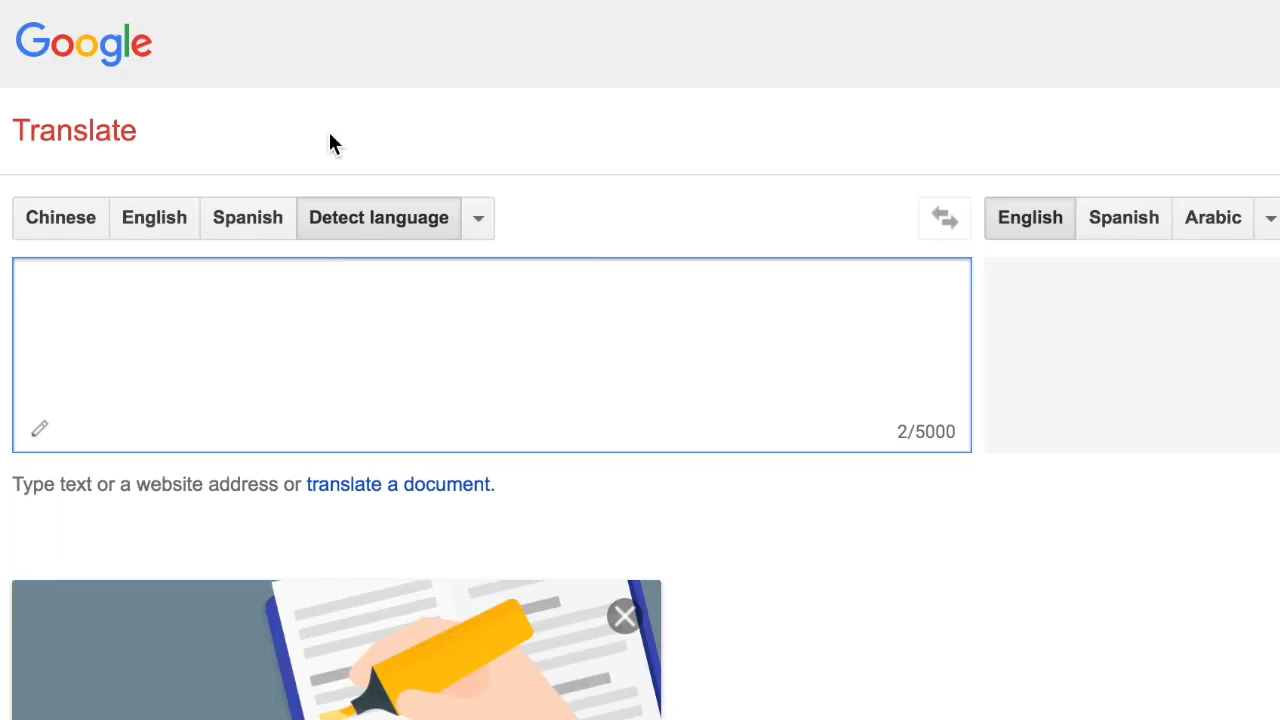 Google
Translate
Chinese English Spanish Detect language English Spanish Arabic
2/5000
Type text or a website address or translate a document.